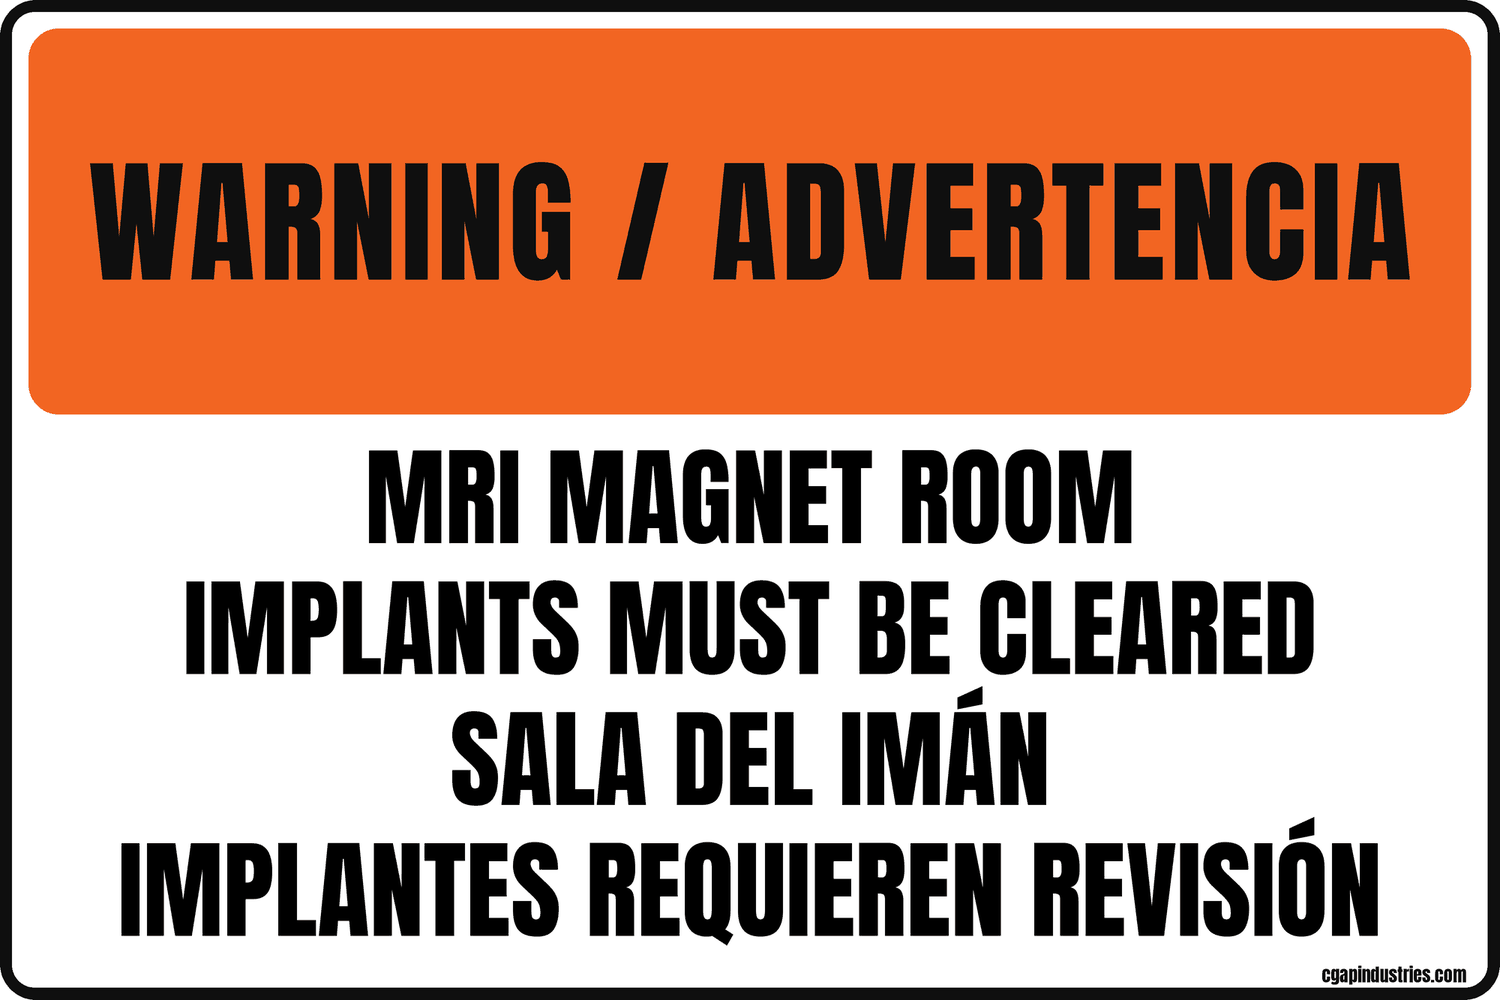 WARNING / ADVERTENCIA
MRI MAGNET ROOM
IMPLANTS MUST BE CLEARED
SALA DEL IMÁN
IMPLANTES REQUIEREN REVISIÓN
cgapindustries.com